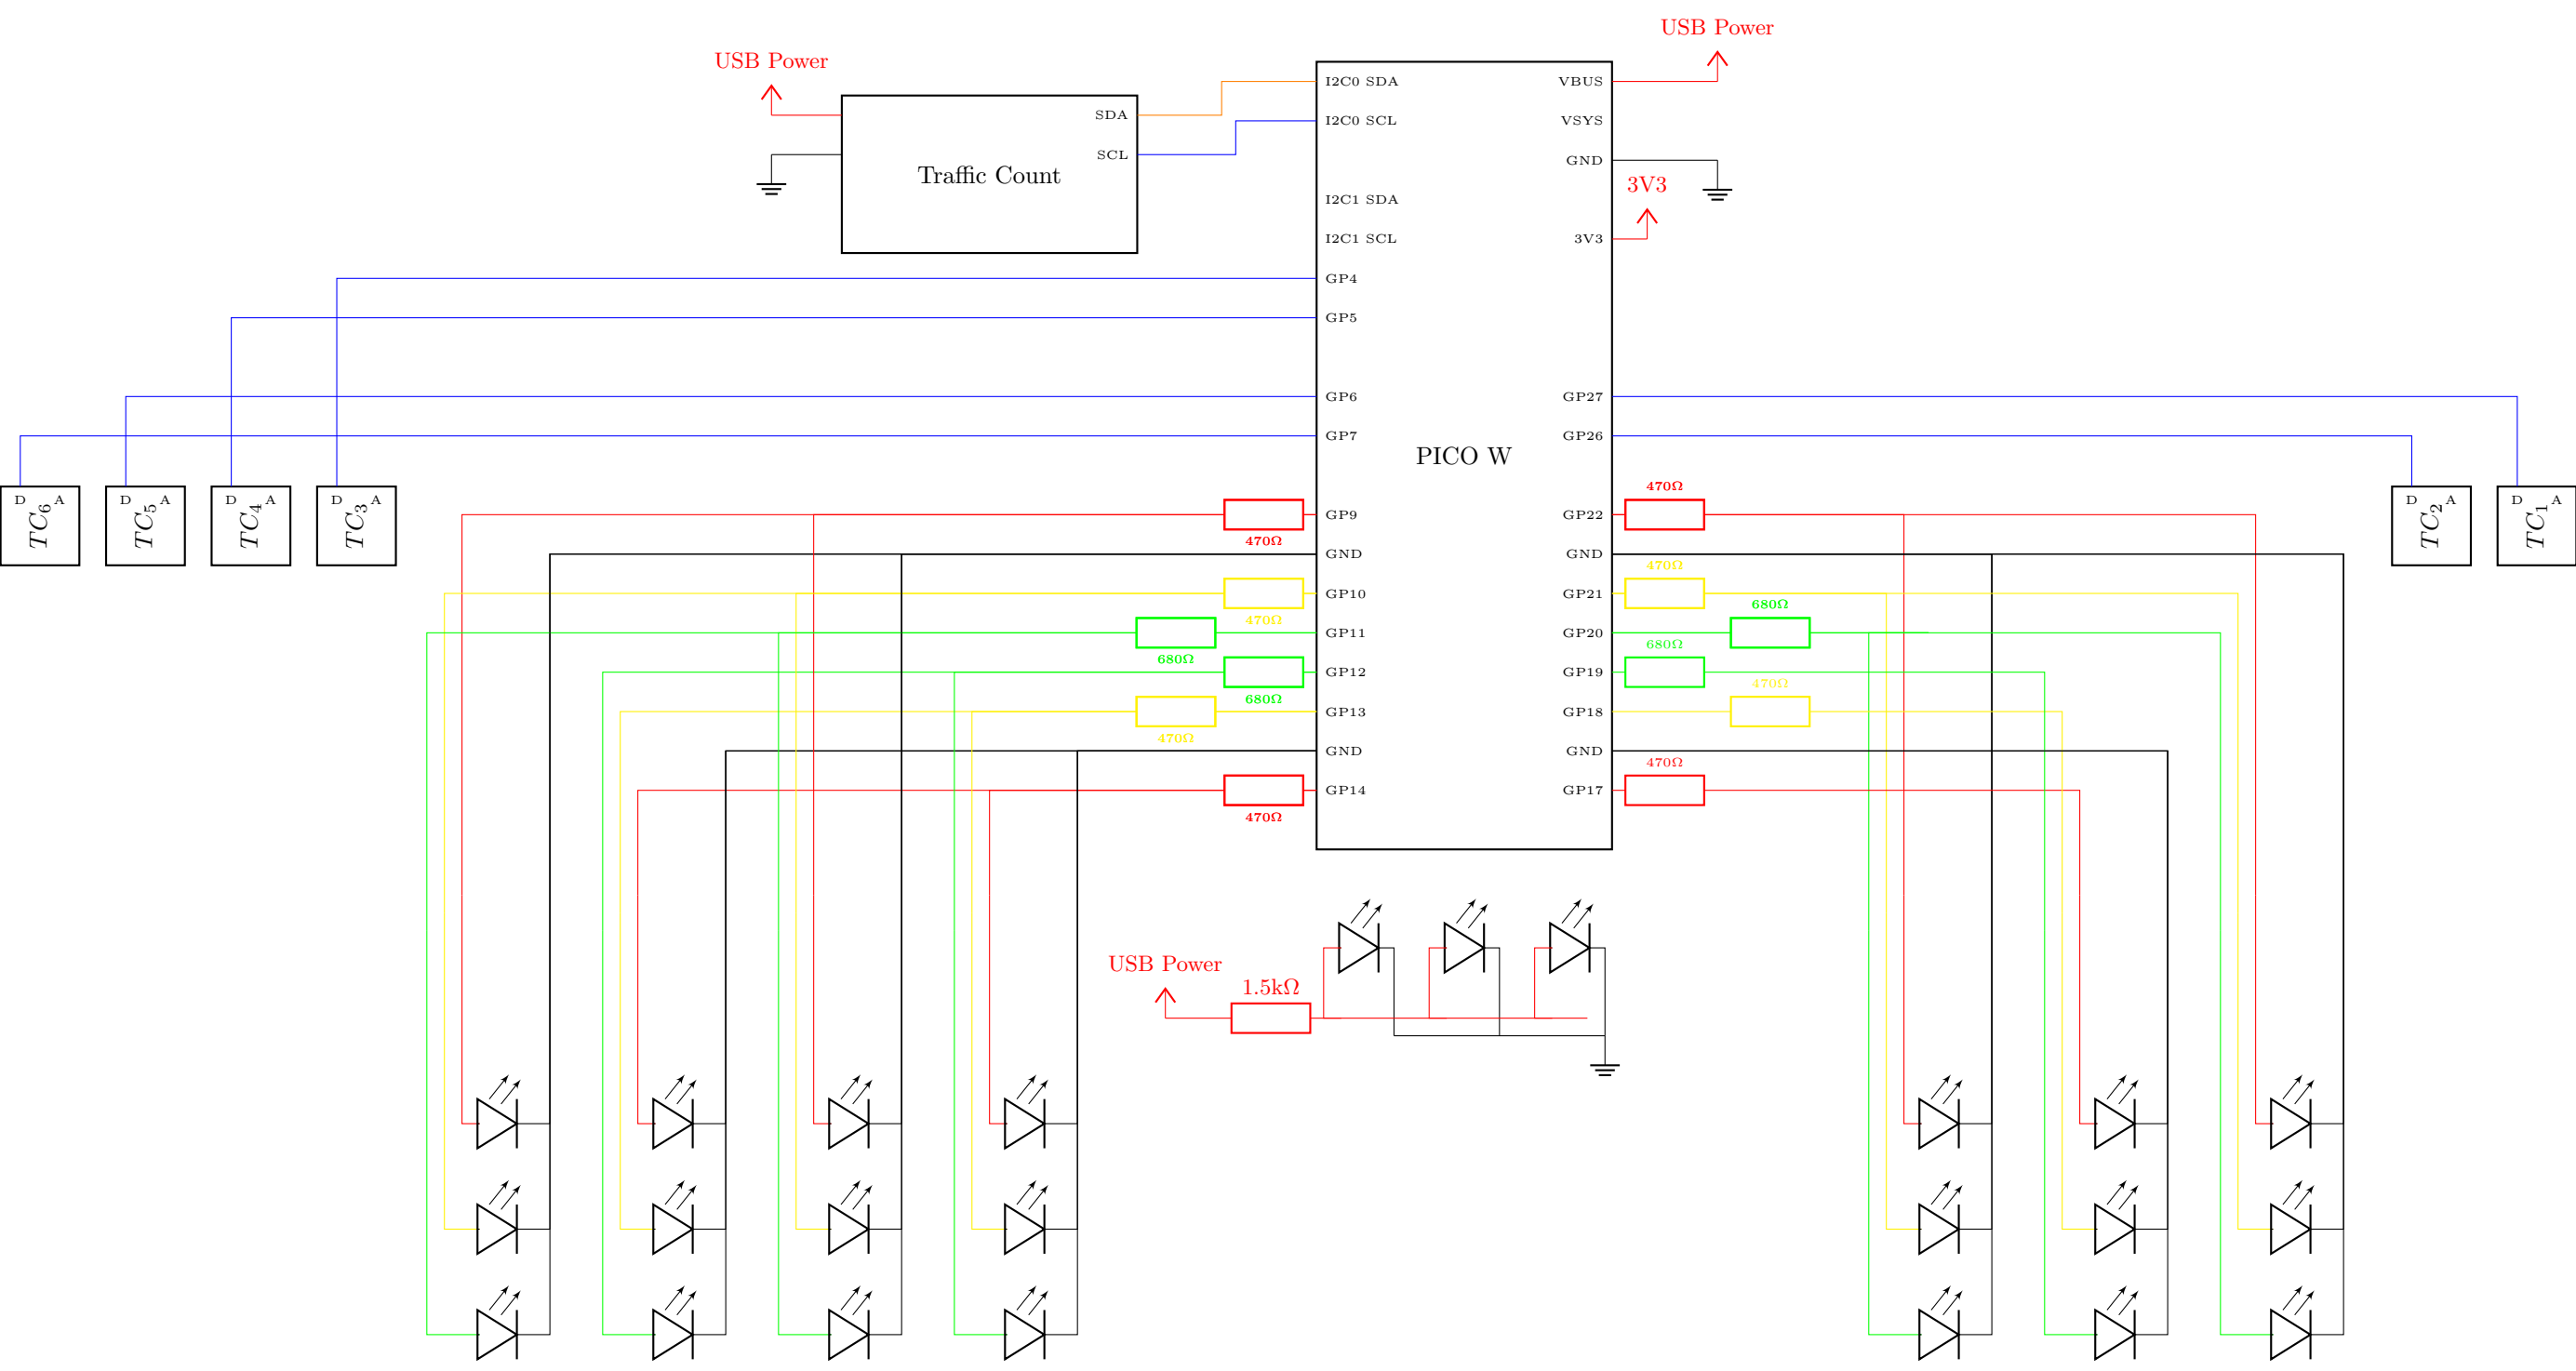 USB Power
USB Power
I2C0 SDA
VBUS
SDA
I2C0 SCL
VSYS
SCL
GND
Traffic Count
3V3
I2C1 SDA
I2C1 SCL
3V3
GP4
GP5
GP6
GP27
GP7
GP26
PICO W
D A
TC6
D A
TC5
D A
TC4
D A
TC3
D A
TC2
D A
TC1
470Ω
GP9
GP22
470Ω
GND
GND
470Ω
GP10
GP21
470Ω
680Ω
GP11
GP20
680Ω
680Ω
GP12
GP19
680Ω
470Ω
GP13
GP18
470Ω
GND
GND
470Ω
GP14
GP17
470Ω
USB Power
1.5kΩ